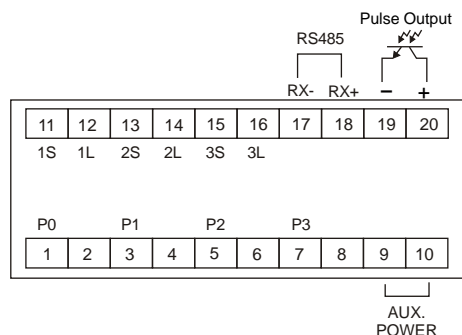 Pulse Output
RS485
RX- RX+ − +
11 12 13 14 15 16 17 18 19 20
1S 1L 2S 2L 3S 3L
P0 P1 P2 P3
1 2 3 4 5 6 7 8 9 10
AUX.
POWER